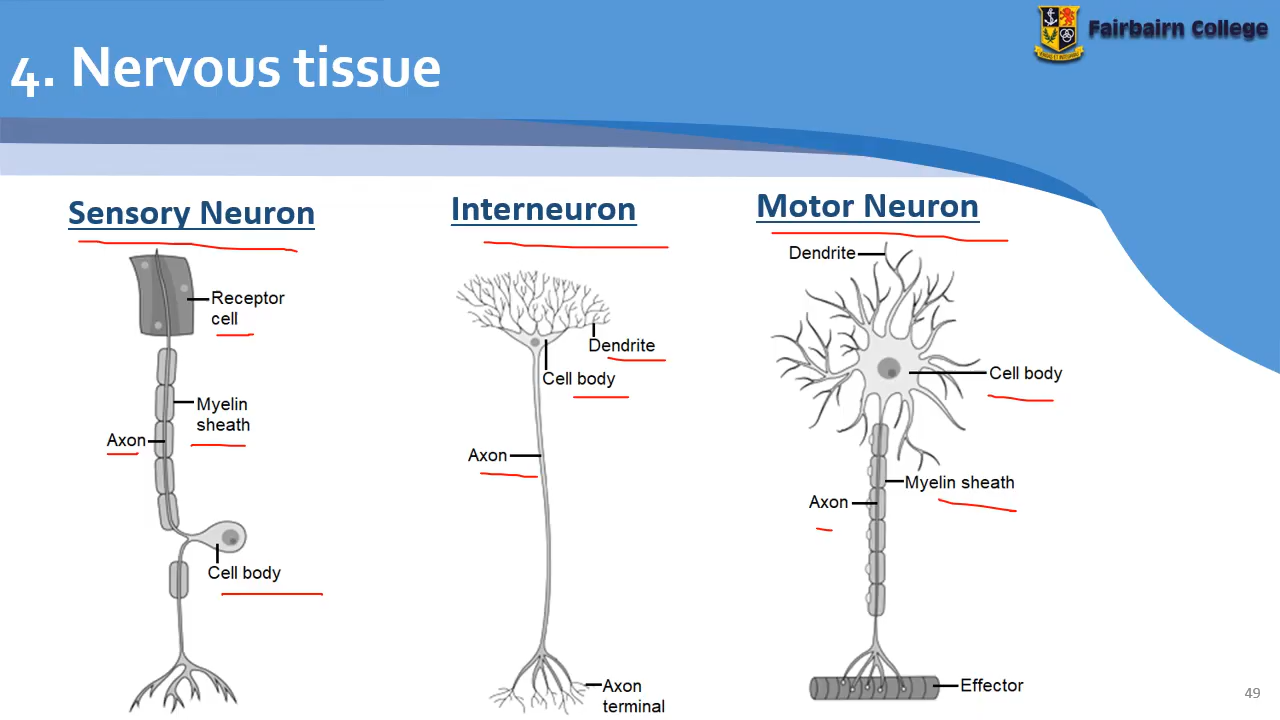 Fairbairn College
4. Nervous tissue
Sensory Neuron
Receptor
cell
Myelin
sheath
Axon
Cell body
Interneuron
Dendrite
Cell body
Axon
Axon
terminal
Motor Neuron
Dendrite
Cell body
Myelin sheath
Axon
Effector
49